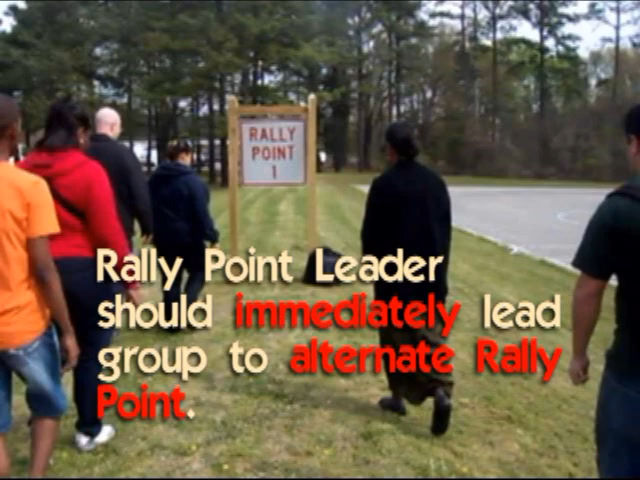 RALLY
POINT
1
Rally Point Leader
should immediately lead
group to alternate Rally
Point.